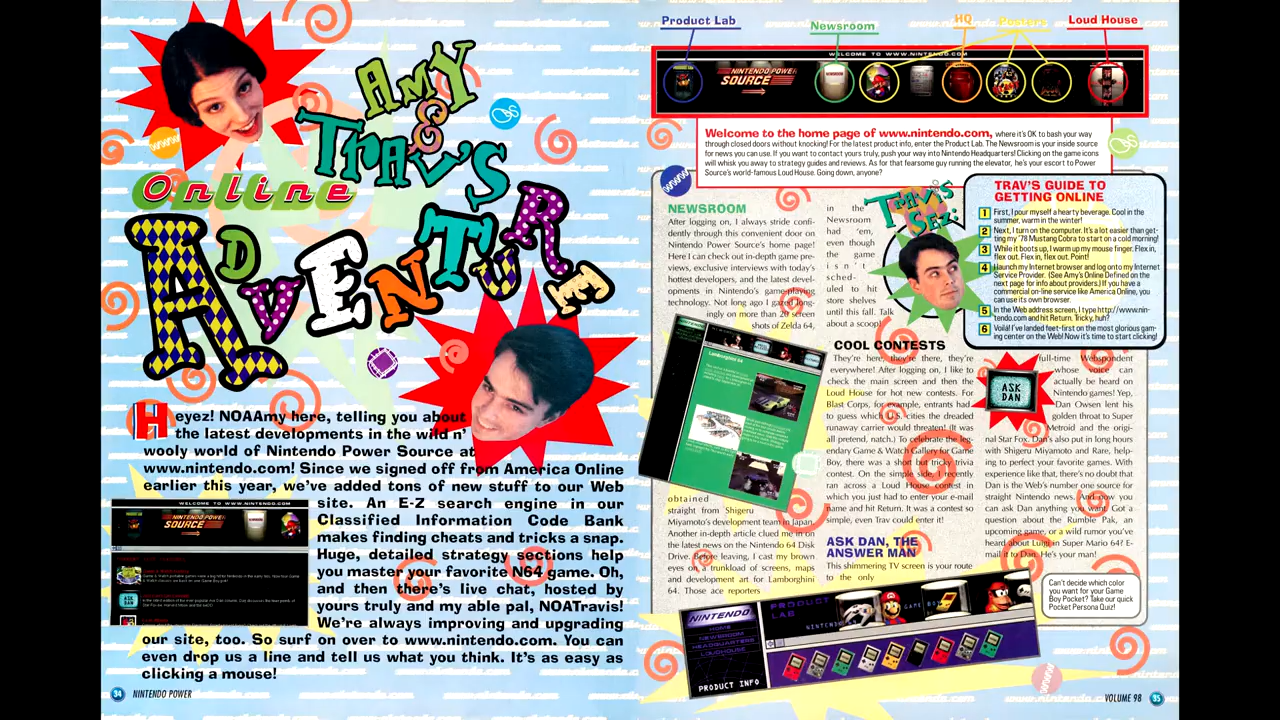 AMY
&
TRAV'S
Online
ADVENTURE
Heyez! NOAAmy here, telling you about
the latest developments in the wild n'
wooly world of Nintendo Power Source at
www.nintendo.com! Since we signed off from America Online
earlier this year, we've added tons of new stuff to our Web
site. An E-Z search engine in our
Classified Information Code Bank
makes finding cheats and tricks a snap.
Huge, detailed strategy sections help
you master your favorite N64 game. Oh,
and then there's live chat, hosted by
yours truly and my able pal, NOATravis!
We're always improving and upgrading
our site, too. So surf on over to www.nintendo.com. You can
even drop us a line and tell us what you think. It's as easy as
clicking a mouse!
WELCOME TO WWW.NINTENDO.COM
NINTENDO POWER
SOURCE
ASK
DAN
34 NINTENDO POWER
Product Lab
Newsroom
HQ
Posters
Loud House
WELCOME TO WWW.NINTENDO.COM
NINTENDO POWER
SOURCE
Welcome to the home page of www.nintendo.com, where it's OK to bash your way
through closed doors without knocking! For the latest product info, enter the Product Lab. The Newsroom is your inside source
for news you can use. If you want to contact yours truly, push your way into Nintendo Headquarters! Clicking on the game icons
will whisk you away to strategy guides and reviews. As for that fearsome guy running the elevator, he's your escort to Power
Source's world-famous Loud House. Going down, anyone?
NEWSROOM
After logging on, I always stride confi-
dently through this convenient door on
Nintendo Power Source's home page!
Here I can check out in-depth game pre-
views, exclusive interviews with today's
hottest developers, and the latest devel-
opments in Nintendo's game-playing
technology. Not long ago I gazed long-
ingly on more than 20 screen
shots of Zelda 64,
obtained
straight from Shigeru
Miyamoto's development team in Japan.
Another in-depth article clued me in on
the latest news on the Nintendo 64 Disk
Drive. Before leaving, I cast my brown
eyes on a trunkload of screens, maps
and development art for Lamborghini
64. Those ace reporters
in the
Newsroom
had 'em,
even though
the game
isn't
sched-
uled to hit
store shelves
until this fall. Talk
about a scoop!
TRAV'S
SEZ:
TRAV'S GUIDE TO
GETTING ONLINE
1 First, I pour myself a hearty beverage. Cool in the
summer, warm in the winter!
2 Next, I turn on the computer. It's a lot easier than get-
ting my '78 Mustang Cobra to start on a cold morning!
3 While it boots up, I warm up my mouse finger. Flex in,
flex out. Flex in, flex out. Point!
4 I launch my Internet browser and log onto my Internet
Service Provider. (See Amy's Online Defined on the
next page for info about providers.) If you have a
commercial on-line service like America Online, you
can use its own browser.
5 In the Web address screen, I type http://www.nin-
tendo.com and hit Return. Tricky, huh?
6 Voilá! I've landed feet-first on the most glorious gam-
ing center on the Web! Now it's time to start clicking!
Lamborghini 64
COOL CONTESTS
They're here, they're there, they're
everywhere! After logging on, I like to
check the main screen and then the
Loud House for hot new contests. For
Blast Corps, for example, entrants had
to guess which U.S. cities the dreaded
runaway carrier would threaten! (It was
all pretend, natch.) To celebrate the leg-
endary Game & Watch Gallery for Game
Boy, there was a short but tricky trivia
contest. On the simple side, I recently
ran across a Loud House contest in
which you just had to enter your e-mail
name and hit Return. It was a contest so
simple, even Trav could enter it!
ASK DAN, THE
ANSWER MAN
This shimmering TV screen is your route
to the only
ASK
DAN
full-time Webspondent
whose voice can
actually be heard on
Nintendo games! Yep,
Dan Owsen lent his
golden throat to Super
Metroid and the origi-
nal Star Fox. Dan's also put in long hours
with Shigeru Miyamoto and Rare, help-
ing to perfect your favorite games. With
experience like that, there's no doubt that
Dan is the Web's number one source for
straight Nintendo news. And now you
can ask Dan anything you want. Got a
question about the Rumble Pak, an
upcoming game, or a wild rumor you've
heard about Luigi in Super Mario 64? E-
mail it to Dan. He's your man!
Can't decide which color
you want for your Game
Boy Pocket? Take our quick
Pocket Persona Quiz!
NINTENDO
HOME
NEWSROOM
HEADQUARTERS
LOUDHOUSE
PRODUCT INFO
PRODUCT
LAB
GAME BOY
VOLUME 98 35